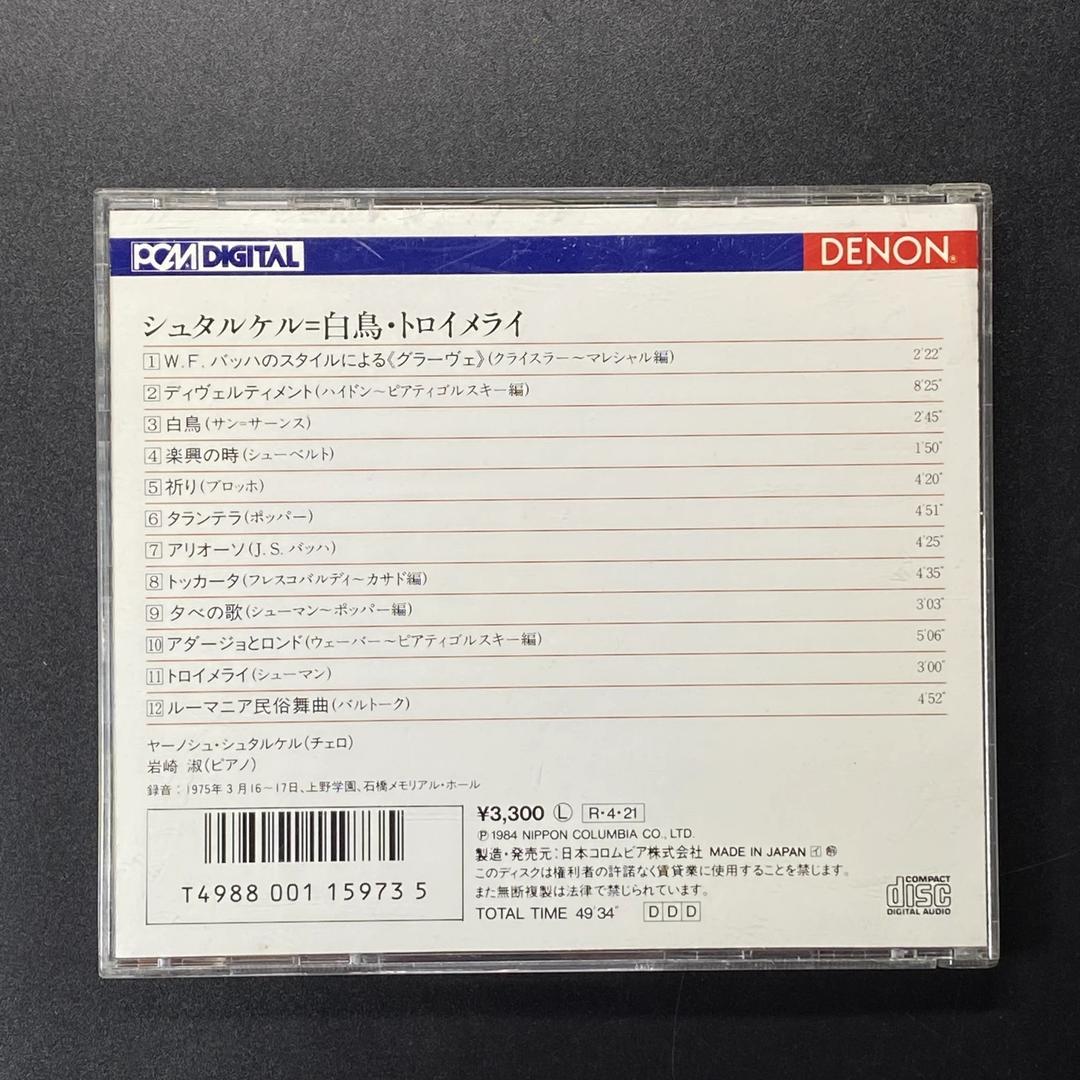 PCM DIGITAL
DENON®
シュタルケル=白鳥・トロイメライ
1 W.F. バッハのスタイルによる《グラーヴェ》(クライスラー〜マレシャル編) 2'22"
2 ディヴェルティメント(ハイドン〜ピアティゴルスキー編) 8'25"
3 白鳥(サン=サーンス) 2'45"
4 楽興の時(シューベルト) 1'50"
5 祈り(ブロッホ) 4'20"
6 タランテラ(ポッパー) 4'51"
7 アリオーソ(J.S.バッハ) 4'25"
8 トッカータ(フレスコバルディ〜カサド編) 4'35"
9 夕べの歌(シューマン〜ポッパー編) 3'03"
10 アダージョとロンド(ウェーバー〜ピアティゴルスキー編) 5'06"
11 トロイメライ(シューマン) 3'00"
12 ルーマニア民俗舞曲(バルトーク) 4'52"
ヤーノシュ・シュタルケル(チェロ)
岩崎 淑(ピアノ)
録音:1975年3月16〜17日、上野学園、石橋メモリアル・ホール
¥3,300 Ⓛ R・4・21
℗1984 NIPPON COLUMBIA CO., LTD.
製造・発売元:日本コロムビア株式会社 MADE IN JAPAN イ
このディスクは権利者の許諾なく賃貸業に使用することを禁じます。
また無断複製は法律で禁じられています。
TOTAL TIME 49'34" D D D
T4988 001 15973 5
COMPACT
disc
DIGITAL AUDIO